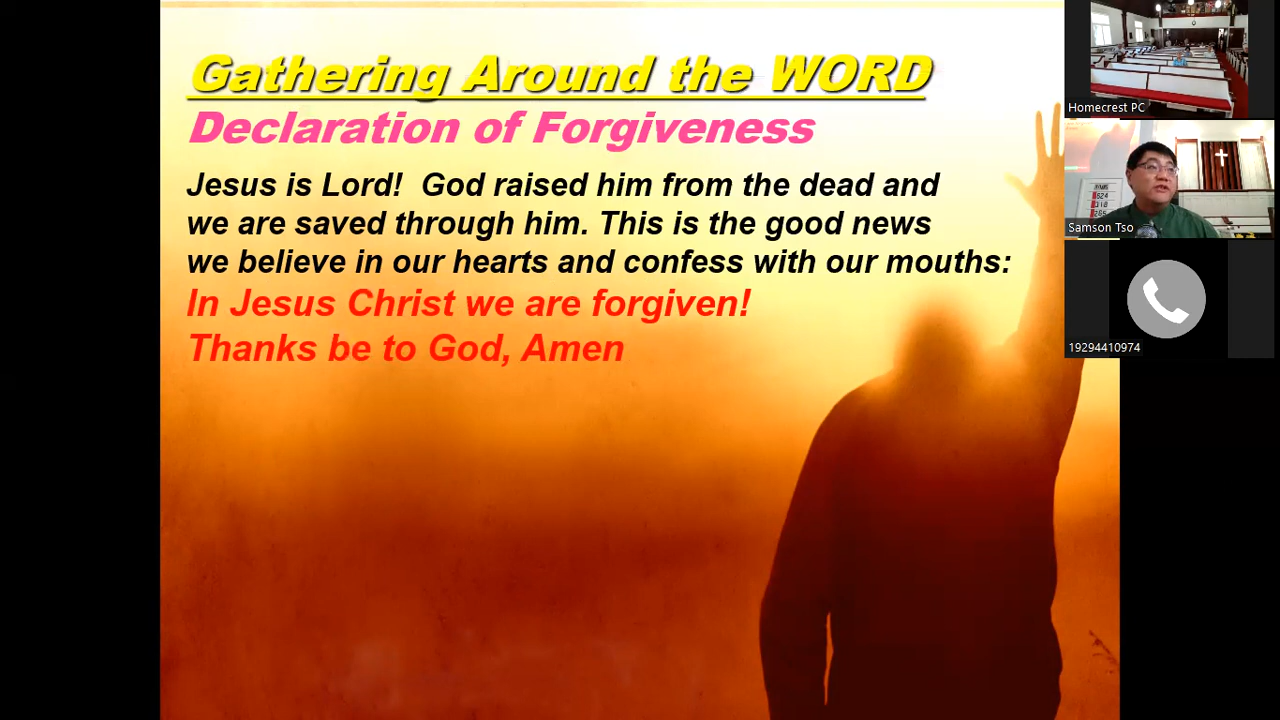 Gathering Around the WORD
Declaration of Forgiveness
Jesus is Lord!  God raised him from the dead and
we are saved through him. This is the good news
we believe in our hearts and confess with our mouths:
In Jesus Christ we are forgiven!
Thanks be to God, Amen
Homecrest PC
Samson Tso
19294410974